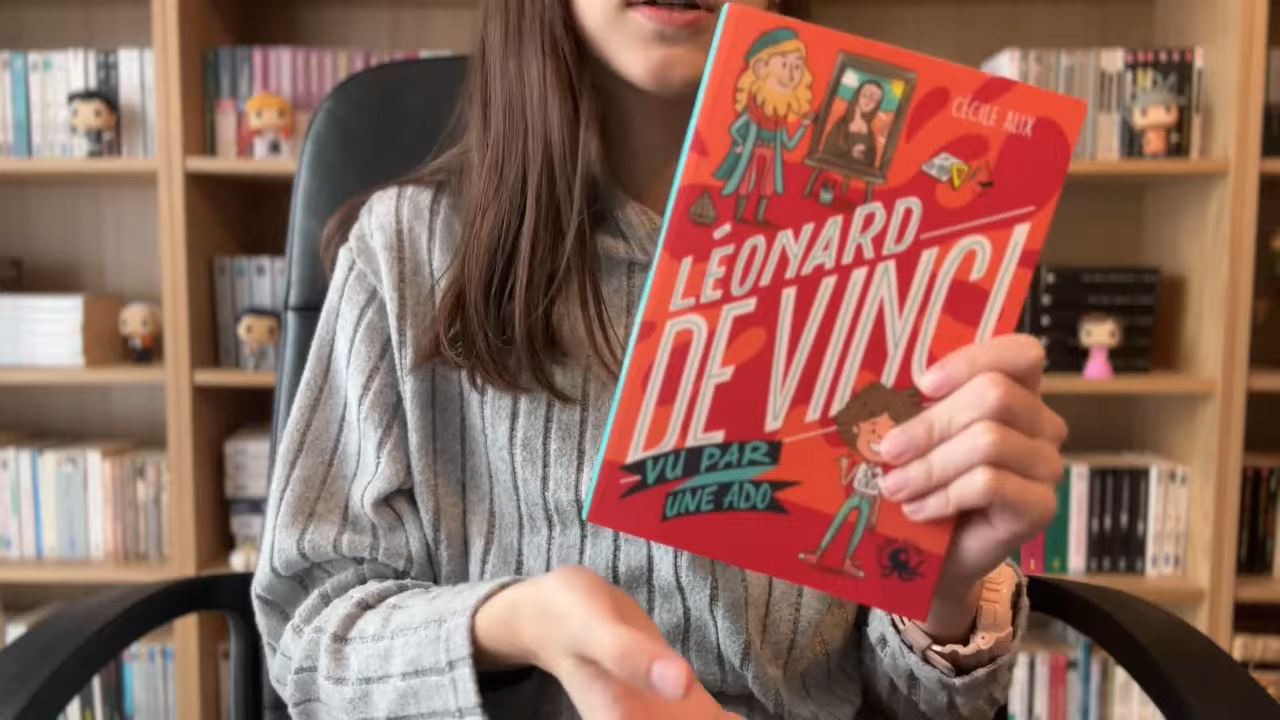 CÉCILE ALIX
LÉONARD
DE VINCI
VU PAR
UNE ADO